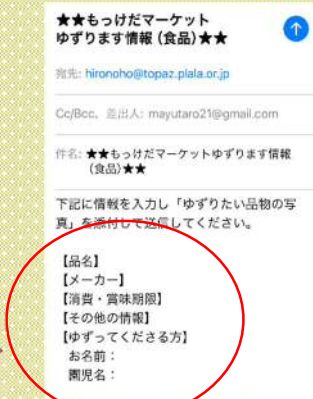 ★★もっけだマーケット
ゆずります情報（食品）★★
宛先: hironoho@topaz.plala.or.jp
Cc/Bcc、差出人: mayutaro21@gmail.com
件名: ★★もっけだマーケットゆずります情報
（食品）★★
下記に情報を入力し「ゆずりたい品物の写
真」を添付して送信してください。
【品名】
【メーカー】
【消費・賞味期限】
【その他の情報】
【ゆずってくださる方】
お名前：
園児名：